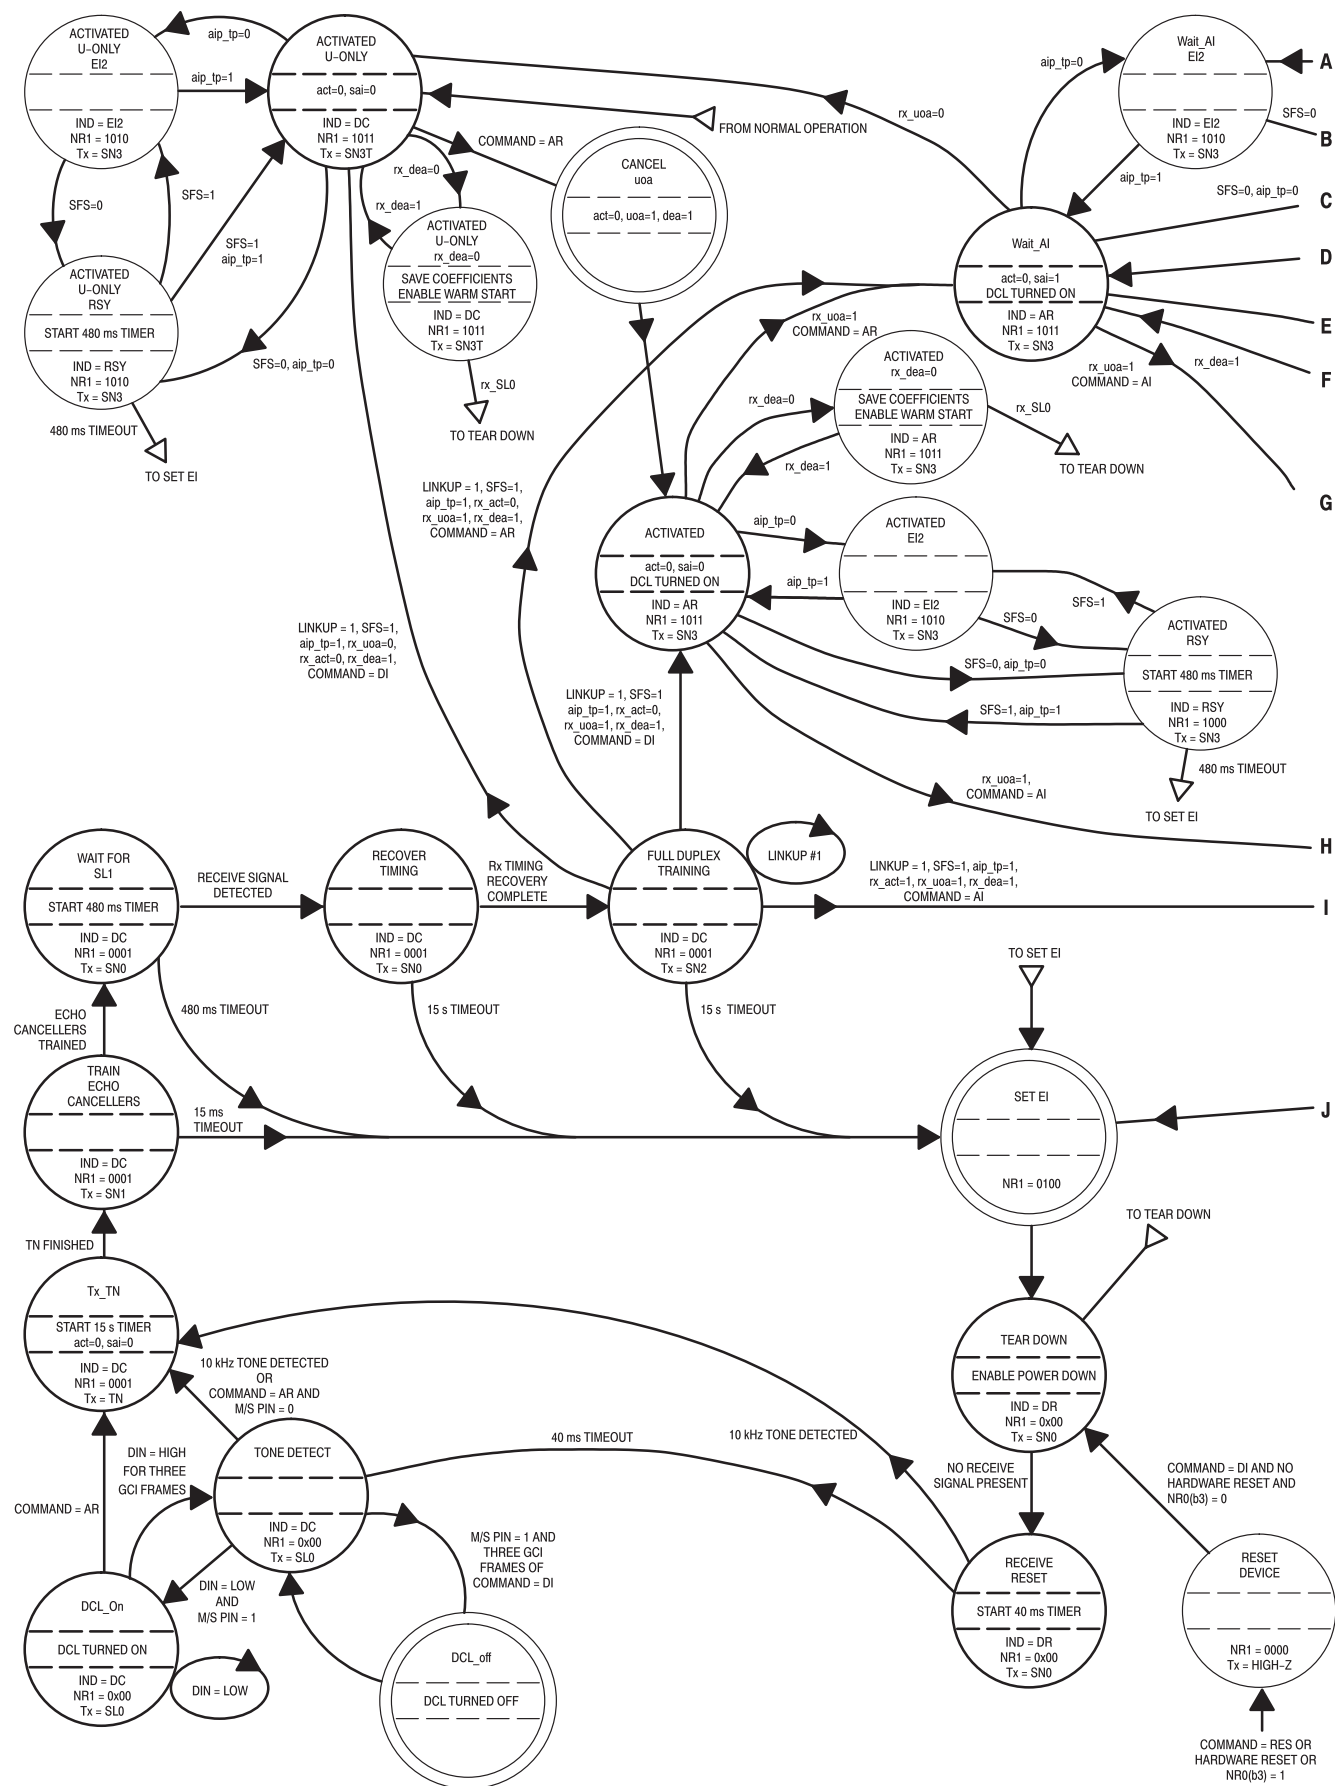 ACTIVATED
U–ONLY
EI2
IND = EI2
NR1 = 1010
Tx = SN3
aip_tp=0
aip_tp=1
ACTIVATED
U–ONLY
act=0, sai=0
IND = DC
NR1 = 1011
Tx = SN3T
FROM NORMAL OPERATION
COMMAND = AR
rx_dea=0
rx_dea=1
SFS=0
SFS=1
SFS=1
aip_tp=1
SFS=0, aip_tp=0
ACTIVATED
U–ONLY
RSY
START 480 ms TIMER
IND = RSY
NR1 = 1010
Tx = SN3
480 ms TIMEOUT
TO SET EI
ACTIVATED
U–ONLY
rx_dea=0
SAVE COEFFICIENTS
ENABLE WARM START
IND = DC
NR1 = 1011
Tx = SN3T
rx_SL0
TO TEAR DOWN
CANCEL
uoa
act=0, uoa=1, dea=1
rx_uoa=0
aip_tp=0
Wait_AI
EI2
IND = EI2
NR1 = 1010
Tx = SN3
A
SFS=0
B
aip_tp=1
SFS=0, aip_tp=0
C
D
E
rx_dea=1
F
rx_uoa=1
COMMAND = AI
G
Wait_AI
act=0, sai=1
DCL TURNED ON
IND = AR
NR1 = 1011
Tx = SN3
rx_uoa=1
COMMAND = AR
ACTIVATED
rx_dea=0
SAVE COEFFICIENTS
ENABLE WARM START
IND = AR
NR1 = 1011
Tx = SN3
rx_dea=0
rx_dea=1
rx_SL0
TO TEAR DOWN
LINKUP = 1, SFS=1,
aip_tp=1, rx_act=0,
rx_uoa=1, rx_dea=1,
COMMAND = AR
ACTIVATED
act=0, sai=0
DCL TURNED ON
IND = AR
NR1 = 1011
Tx = SN3
aip_tp=0
aip_tp=1
ACTIVATED
EI2
IND = EI2
NR1 = 1010
Tx = SN3
SFS=1
SFS=0
SFS=0, aip_tp=0
SFS=1, aip_tp=1
ACTIVATED
RSY
START 480 ms TIMER
IND = RSY
NR1 = 1000
Tx = SN3
480 ms TIMEOUT
TO SET EI
LINKUP = 1, SFS=1,
aip_tp=1, rx_uoa=0,
rx_act=0, rx_dea=1,
COMMAND = DI
LINKUP = 1, SFS=1
aip_tp=1, rx_act=0,
rx_uoa=1, rx_dea=1,
COMMAND = DI
rx_uoa=1,
COMMAND = AI
H
WAIT FOR
SL1
START 480 ms TIMER
IND = DC
NR1 = 0001
Tx = SN0
RECEIVE SIGNAL
DETECTED
RECOVER
TIMING
IND = DC
NR1 = 0001
Tx = SN0
Rx TIMING
RECOVERY
COMPLETE
FULL DUPLEX
TRAINING
IND = DC
NR1 = 0001
Tx = SN2
LINKUP #1
LINKUP = 1, SFS=1, aip_tp=1,
rx_act=1, rx_uoa=1, rx_dea=1,
COMMAND = AI
I
ECHO
CANCELLERS
TRAINED
480 ms TIMEOUT
15 s TIMEOUT
15 s TIMEOUT
TO SET EI
TRAIN
ECHO
CANCELLERS
IND = DC
NR1 = 0001
Tx = SN1
15 ms
TIMEOUT
SET EI
NR1 = 0100
J
TN FINISHED
TO TEAR DOWN
Tx_TN
START 15 s TIMER
act=0, sai=0
IND = DC
NR1 = 0001
Tx = TN
10 kHz TONE DETECTED
OR
COMMAND = AR AND
M/S PIN = 0
TEAR DOWN
ENABLE POWER DOWN
IND = DR
NR1 = 0x00
Tx = SN0
DIN = HIGH
FOR THREE
GCI FRAMES
COMMAND = AR
TONE DETECT
IND = DC
NR1 = 0x00
Tx = SL0
40 ms TIMEOUT
10 kHz TONE DETECTED
NO RECEIVE
SIGNAL PRESENT
COMMAND = DI AND NO
HARDWARE RESET AND
NR0(b3) = 0
M/S PIN = 1 AND
THREE GCI
FRAMES OF
COMMAND = DI
DIN = LOW
AND
M/S PIN = 1
DCL_On
DCL TURNED ON
IND = DC
NR1 = 0x00
Tx = SL0
DIN = LOW
DCL_off
DCL TURNED OFF
RECEIVE
RESET
START 40 ms TIMER
IND = DR
NR1 = 0x00
Tx = SN0
RESET
DEVICE
NR1 = 0000
Tx = HIGH–Z
COMMAND = RES OR
HARDWARE RESET OR
NR0(b3) = 1